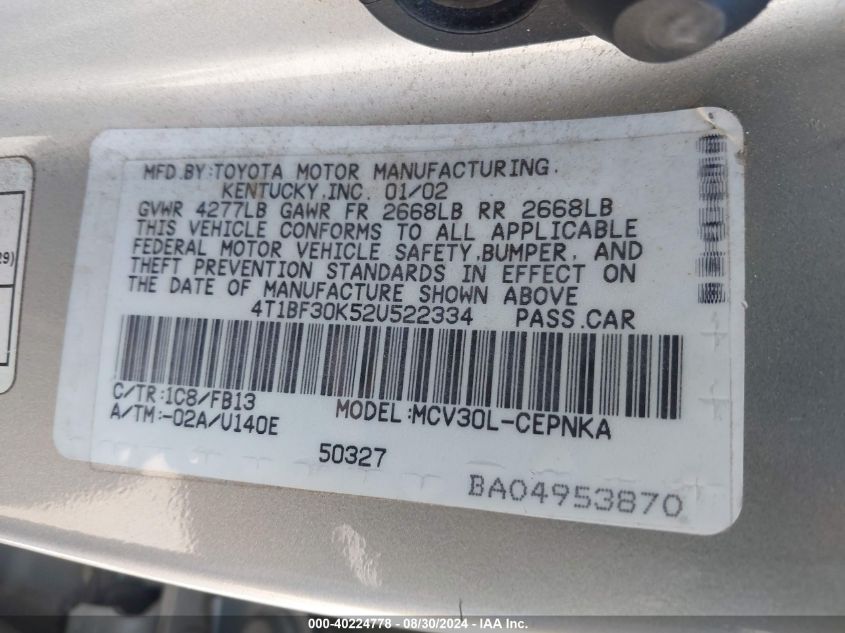 29)
MFD.BY:TOYOTA MOTOR MANUFACTURING,
KENTUCKY,INC. 01/02
GVWR 4277LB GAWR FR 2668LB RR 2668LB
THIS VEHICLE CONFORMS TO ALL APPLICABLE
FEDERAL MOTOR VEHICLE SAFETY,BUMPER, AND
THEFT PREVENTION STANDARDS IN EFFECT ON
THE DATE OF MANUFACTURE SHOWN ABOVE
4T1BF30K52U522334 PASS.CAR
C/TR:1C8/FB13
A/TM:-02A/U140E
MODEL:MCV30L-CEPNKA
50327
BA04953870
000-40224778 - 08/30/2024 - IAAI.COM